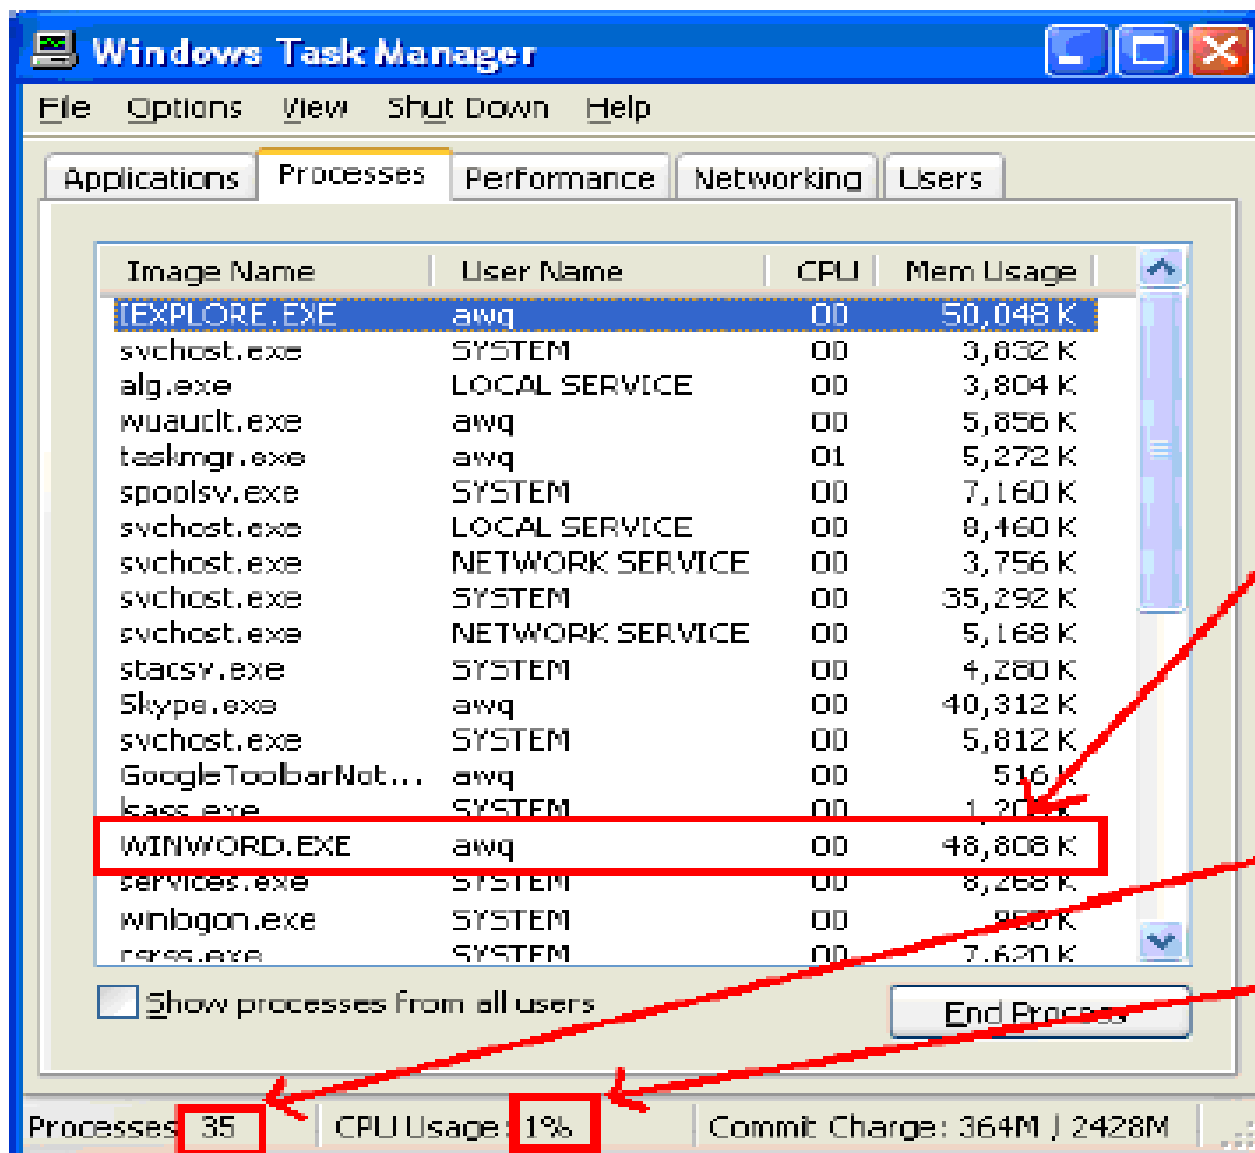 Windows Task Manager
File Options View Shut Down Help
Applications Processes Performance Networking Users
Image Name User Name CPU Mem Usage
IEXPLORE.EXE awq 00 50,048 K
svchost.exe SYSTEM 00 3,832 K
alg.exe LOCAL SERVICE 00 3,804 K
wuauclt.exe awq 00 5,856 K
taskmgr.exe awq 01 5,272 K
spoolsv.exe SYSTEM 00 7,160 K
svchost.exe LOCAL SERVICE 00 8,460 K
svchost.exe NETWORK SERVICE 00 3,756 K
svchost.exe SYSTEM 00 35,292 K
svchost.exe NETWORK SERVICE 00 5,168 K
stacsv.exe SYSTEM 00 4,280 K
Skype.exe awq 00 40,312 K
svchost.exe SYSTEM 00 5,812 K
GoogleToolbarNot... awq 00 516 K
lsass.exe SYSTEM 00
WINWORD.EXE awq 00 48,808 K
services.exe SYSTEM 00 8,268 K
winlogon.exe SYSTEM 00
csrss.exe SYSTEM 00 7,620 K
Show processes from all users End Process
Processes: 35 CPU Usage: 1% Commit Charge: 364M / 2428M